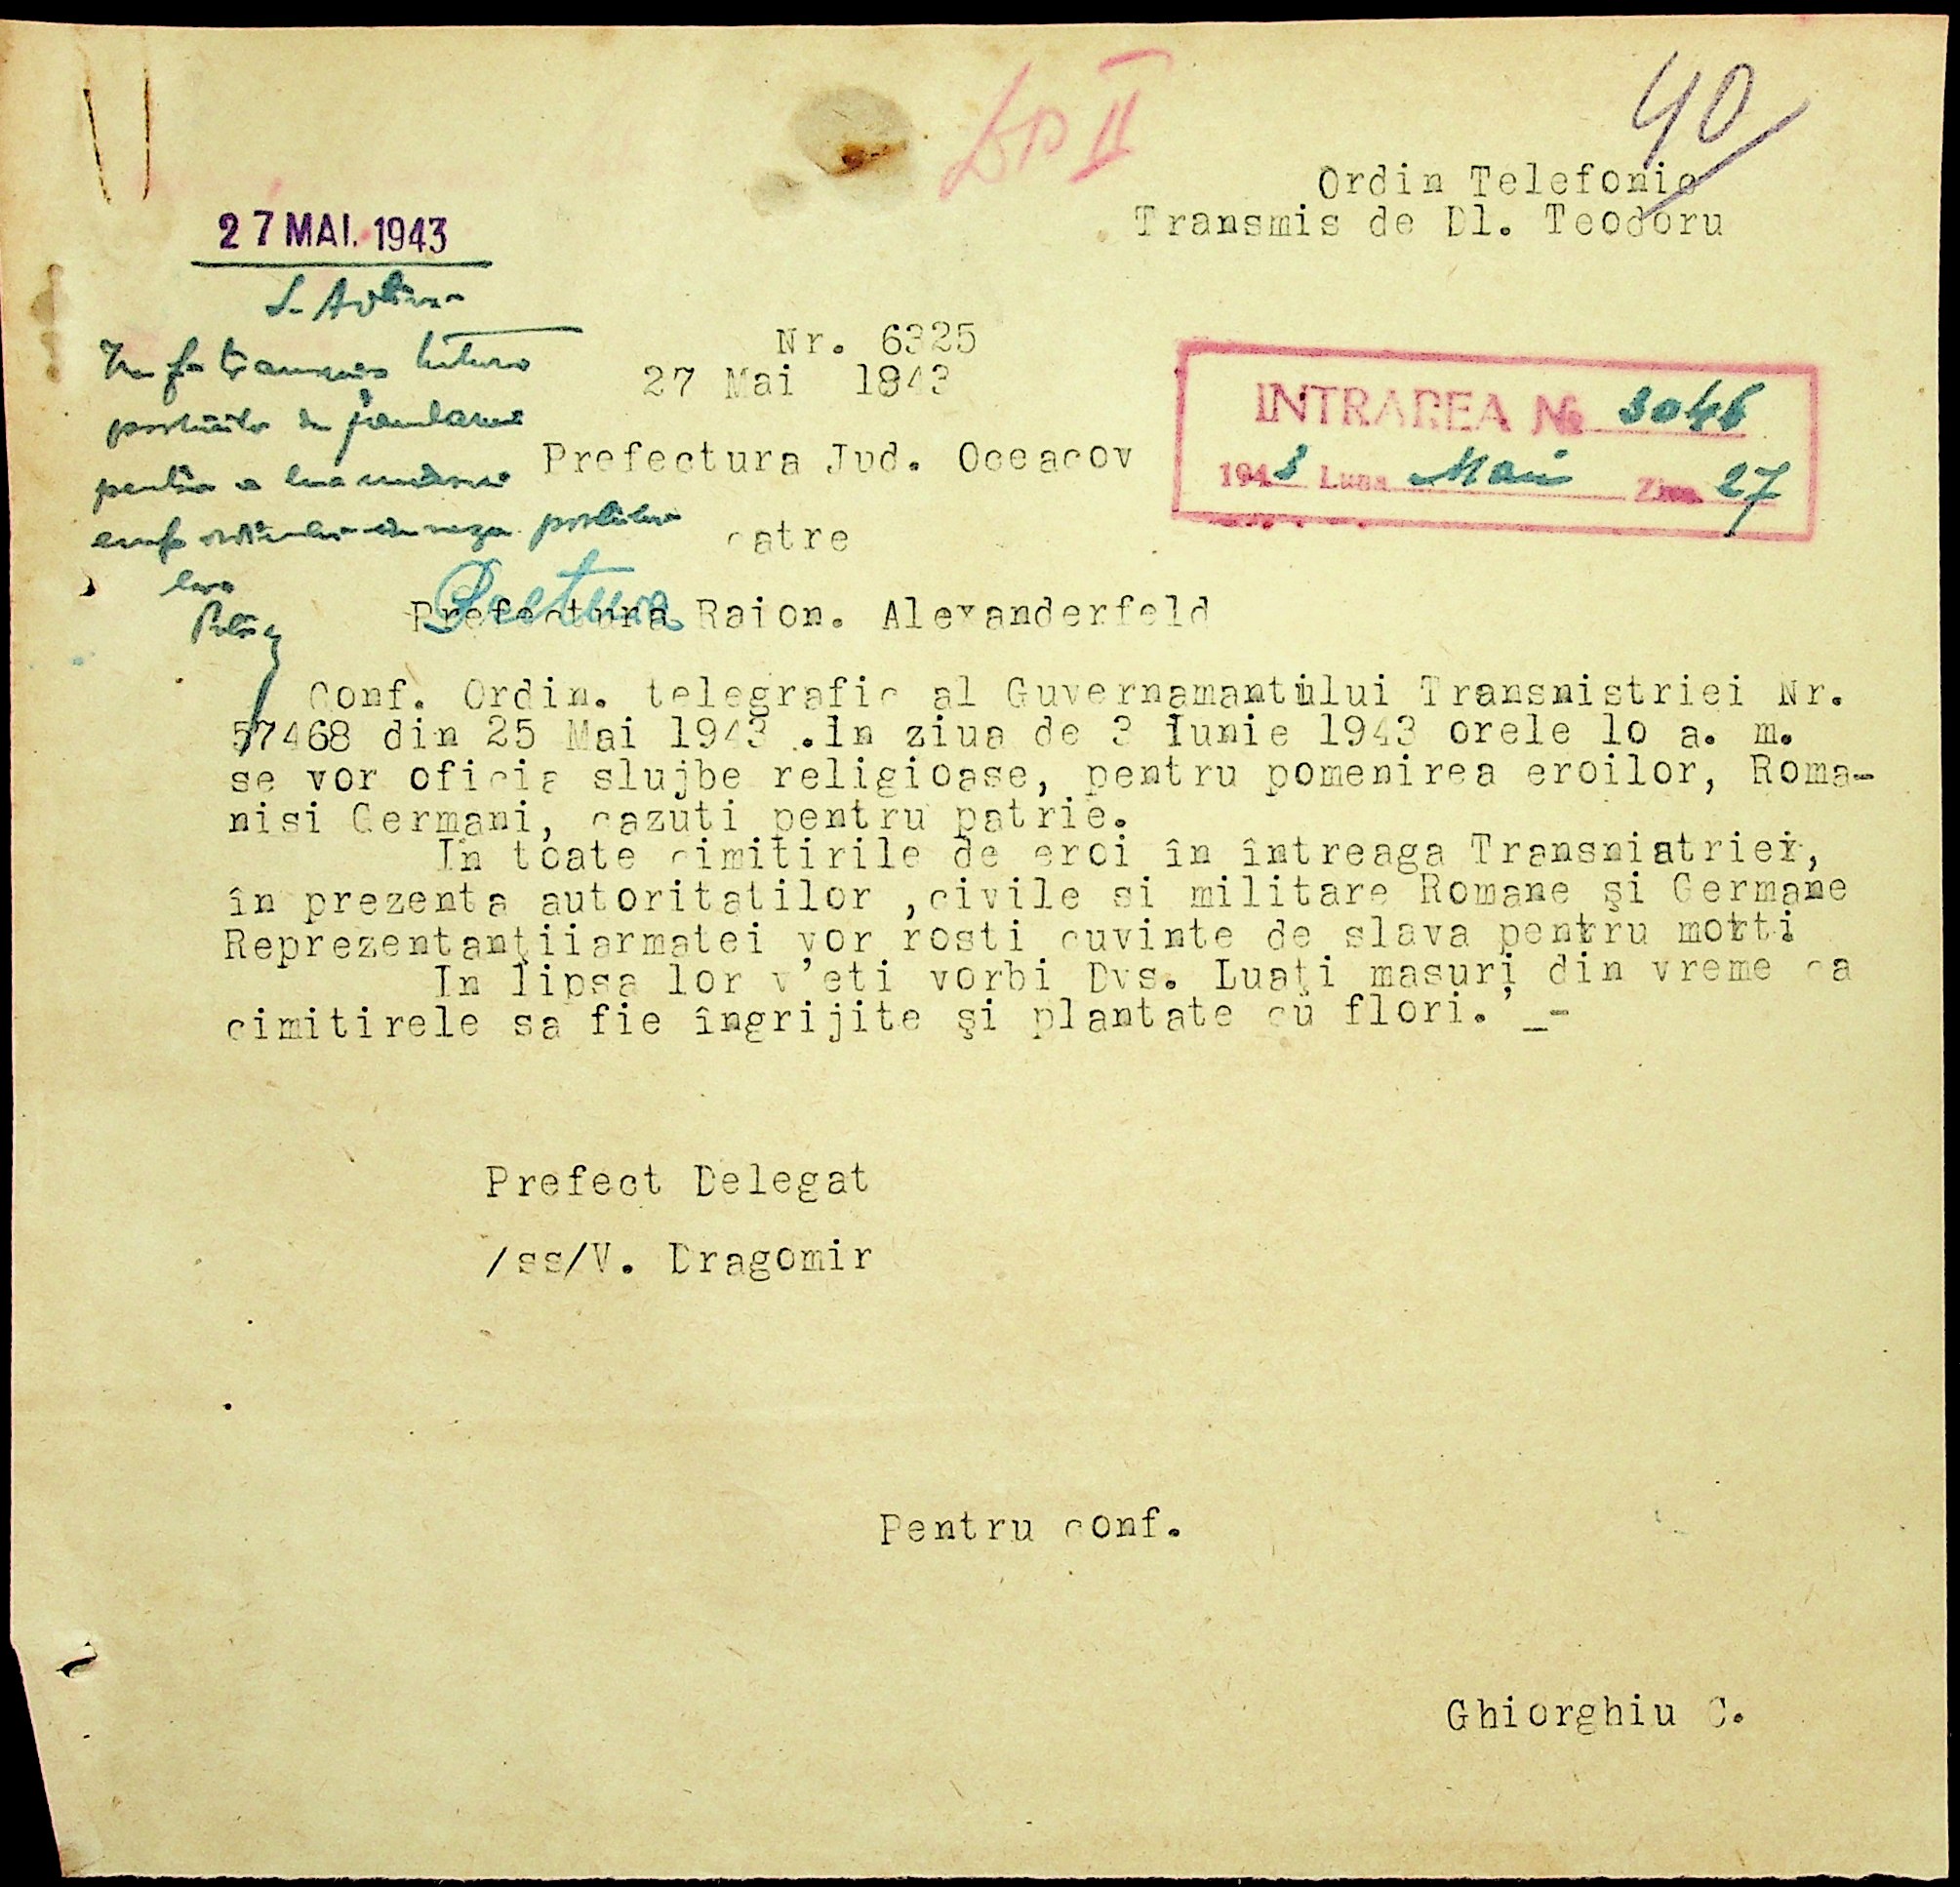 40
Ordin Telefonic
Transmis de Dl. Teodoru
27 MAI. 1943
Nr. 6325
27 Mai 1943
INTRAREA № 3046
1943 Luna Mai Ziua 27
Prefectura Jud. Oceacov
catre
Prefectura Raion. Alexanderfeld
Pretura
Conf. Ordin. telegrafic al Guvernamantului Transnistriei Nr.
57468 din 25 Mai 1943 .In ziua de 3 Iunie 1943 orele lo a. m.
se vor oficia slujbe religioase, pentru pomenirea eroilor, Roma-
nisi Germani, cazuti pentru patrie.
In toate cimitirile de eroi în întreaga Transniatriei,
în prezenta autoritatilor ,civile si militare Romane şi Germane
Reprezentanţiiarmatei vor rosti cuvinte de slava pentru morti
In lipsa lor v'eti vorbi Dvs. Luaţi masuri din vreme ca
cimitirele sa fie îngrijite şi plantate cu flori. _-
Prefect Delegat
/ss/V. Dragomir
Pentru conf.
Ghiorghiu C.